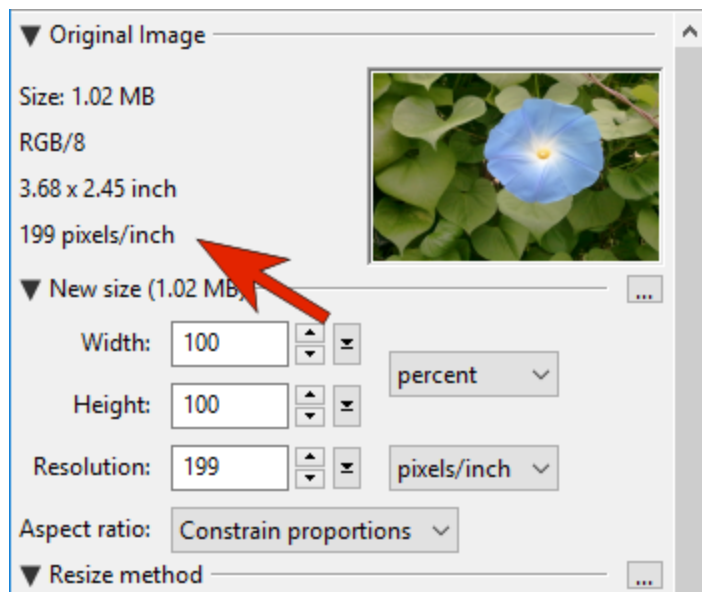 Original Image
Size: 1.02 MB
RGB/8
3.68 x 2.45 inch
199 pixels/inch
New size (1.02 MB)
...
Width: 100
percent
Height: 100
Resolution: 199 pixels/inch
Aspect ratio: Constrain proportions
Resize method
...